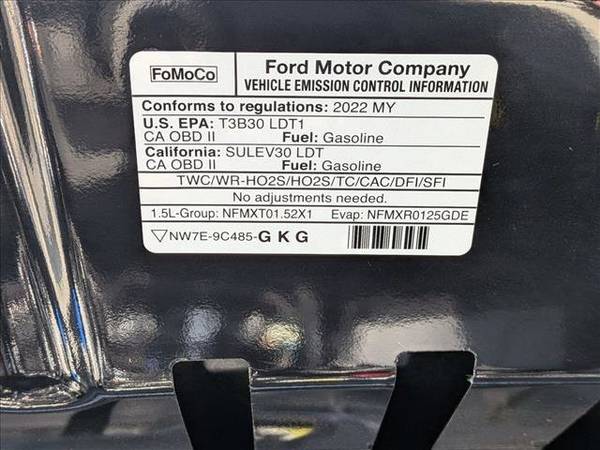 FoMoCo
Ford Motor Company
VEHICLE EMISSION CONTROL INFORMATION
Conforms to regulations: 2022 MY
U.S. EPA: T3B30 LDT1
CA OBD II Fuel: Gasoline
California: SULEV30 LDT
CA OBD II Fuel: Gasoline
TWC/WR-HO2S/HO2S/TC/CAC/DFI/SFI
No adjustments needed.
1.5L-Group: NFMXT01.52X1 Evap: NFMXR0125GDE
NW7E-9C485-G K G